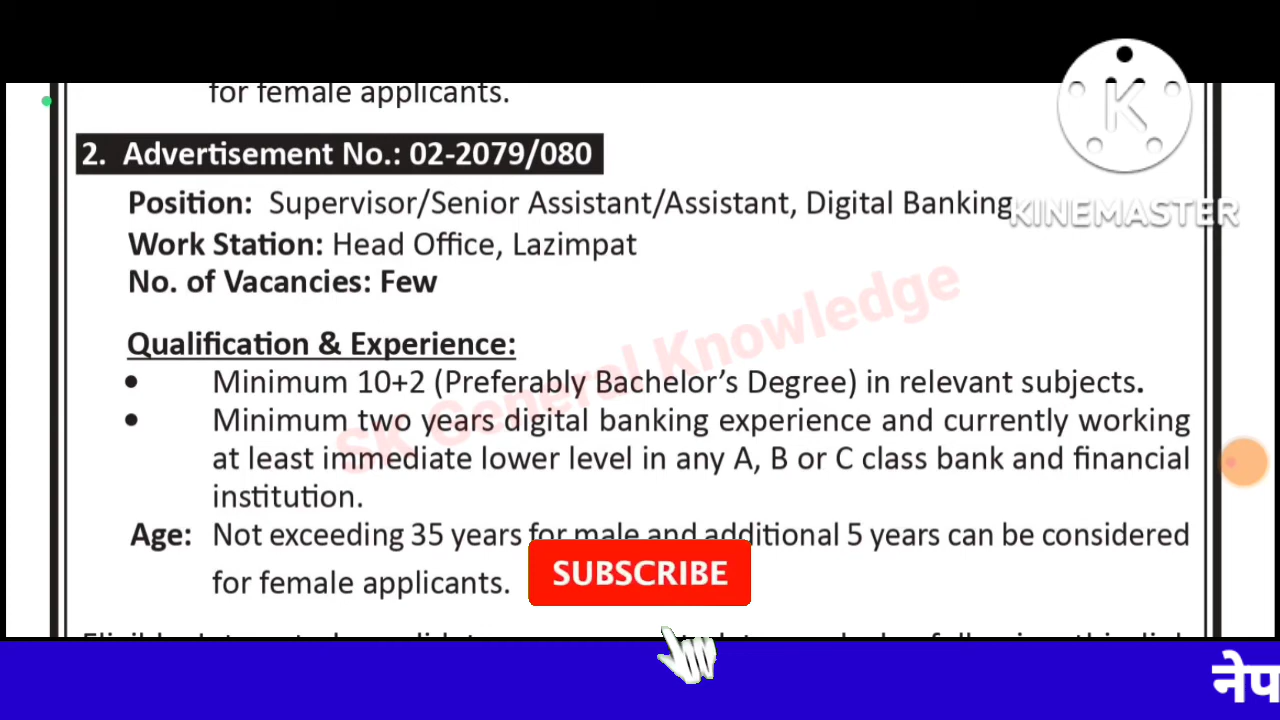 for female applicants.
2. Advertisement No.: 02-2079/080
Position: Supervisor/Senior Assistant/Assistant, Digital Banking
KINEMASTER
Work Station: Head Office, Lazimpat
No. of Vacancies: Few
SK General Knowledge
Qualification & Experience:
• Minimum 10+2 (Preferably Bachelor's Degree) in relevant subjects.
• Minimum two years digital banking experience and currently working
at least immediate lower level in any A, B or C class bank and financial
institution.
Age: Not exceeding 35 years for male and additional 5 years can be considered
for female applicants.
SUBSCRIBE